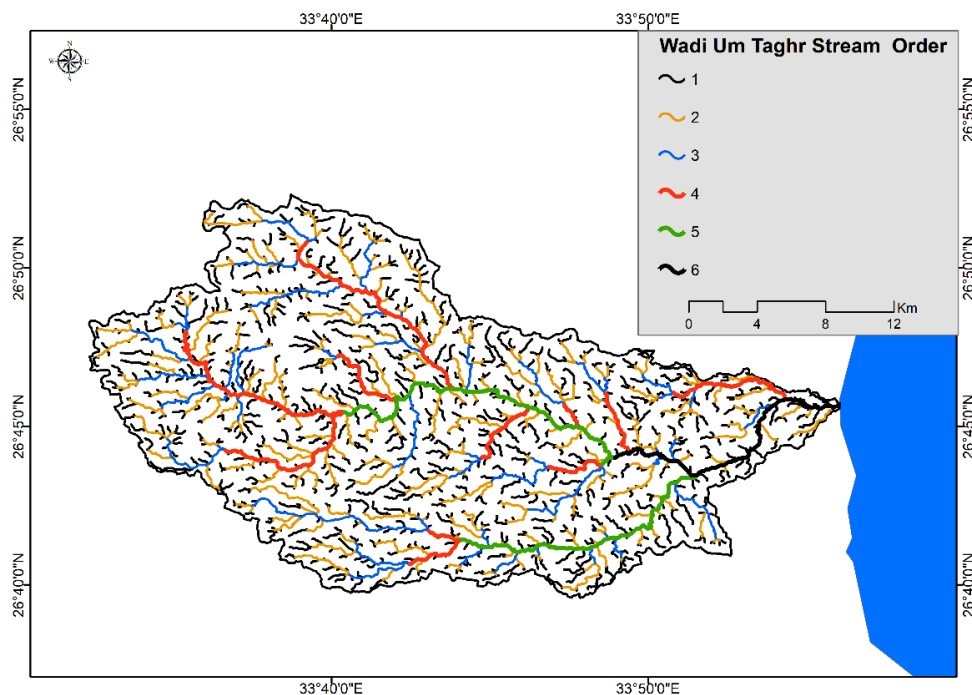 33°40'0"E 33°50'0"E
N
W E
S
Wadi Um Taghr Stream  Order
1
2
3
4
5
6
0 4 8 12 Km
26°55'0"N 26°55'0"N
26°50'0"N 26°50'0"N
26°45'0"N 26°45'0"N
26°40'0"N 26°40'0"N
33°40'0"E 33°50'0"E